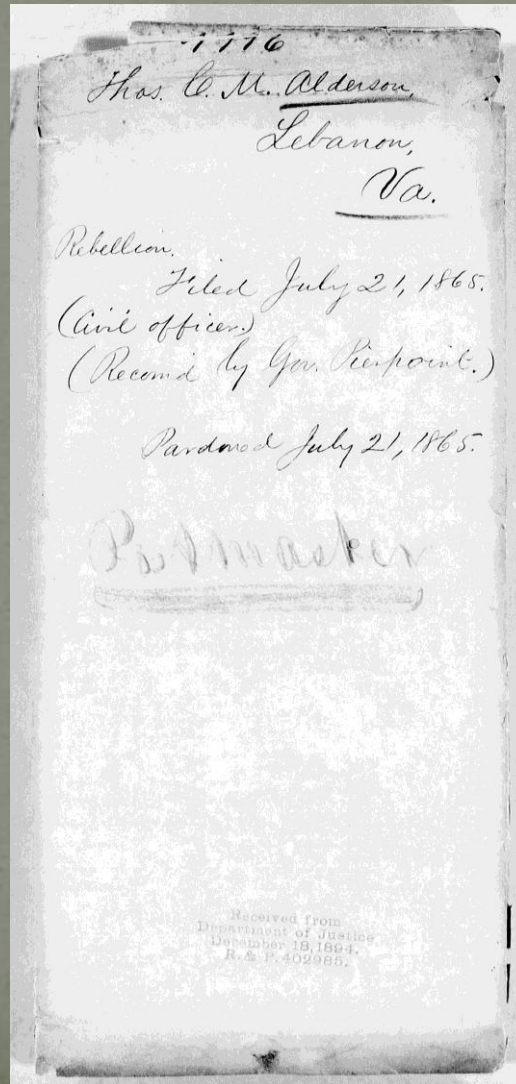 1116
Thos. C. M. Alderson,
Lebanon,
Va.
Rebellion.
Filed July 21, 1865.
(Civil officer.)
(Recom'd by Gov. Pierpoint.)
Pardoned July 21, 1865.
Postmaster
Received from
Department of Justice
December 18, 1894.
R. & P. 402985.